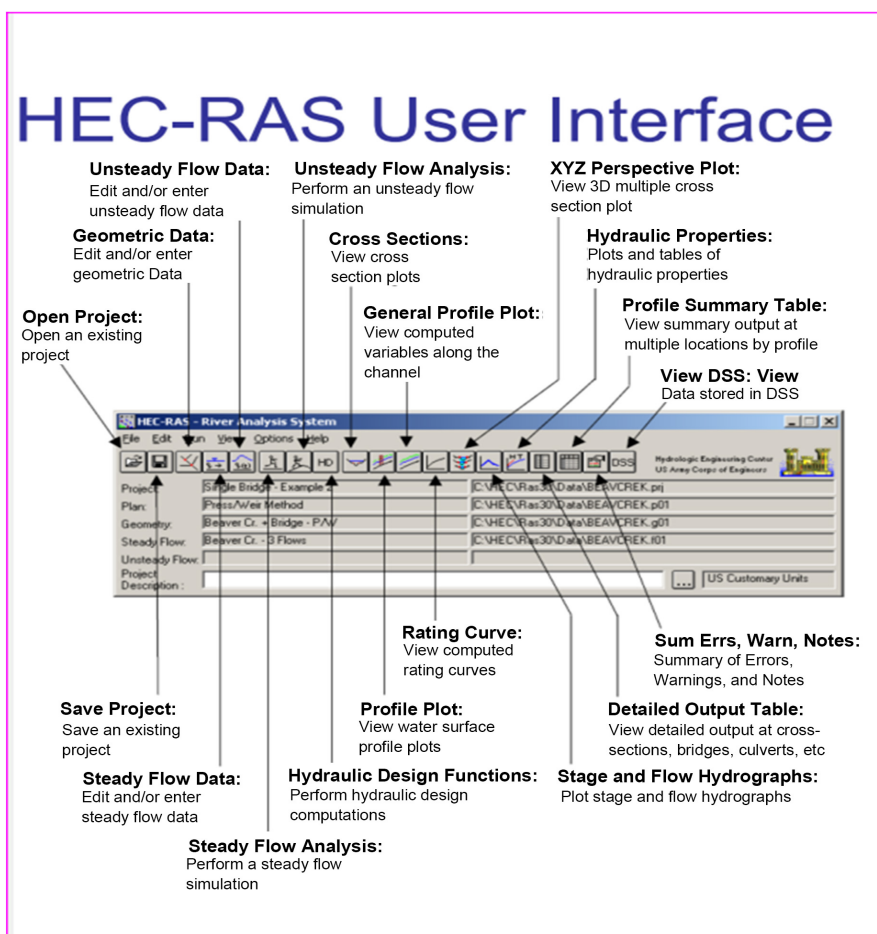 HEC-RAS User Interface
Unsteady Flow Data:
Edit and/or enter
unsteady flow data
Unsteady Flow Analysis:
Perform an unsteady flow
simulation
XYZ Perspective Plot:
View 3D multiple cross
section plot
Geometric Data:
Edit and/or enter
geometric Data
Cross Sections:
View cross
section plots
Hydraulic Properties:
Plots and tables of
hydraulic properties
Open Project:
Open an existing
project
General Profile Plot:
View computed
variables along the
channel
Profile Summary Table:
View summary output at
multiple locations by profile
View DSS: View
Data stored in DSS
HEC-RAS - River Analysis System
File Edit Run View Options Help
HD
DSS
Hydrologic Engineering Center
US Army Corps of Engineers
Project: Single Bridge - Example 2 C:\HEC\Ras30\Data\BEAVCREK.prj
Plan: Press/Weir Method C:\HEC\Ras30\Data\BEAVCREK.p01
Geometry: Beaver Cr. + Bridge - P/W C:\HEC\Ras30\Data\BEAVCREK.g01
Steady Flow: Beaver Cr. - 3 Flows C:\HEC\Ras30\Data\BEAVCREK.f01
Unsteady Flow:
Project
Description : ... US Customary Units
Rating Curve:
View computed
rating curves
Sum Errs, Warn, Notes:
Summary of Errors,
Warnings, and Notes
Save Project:
Save an existing
project
Profile Plot:
View water surface
profile plots
Detailed Output Table:
View detailed output at cross-
sections, bridges, culverts, etc
Steady Flow Data:
Edit and/or enter
steady flow data
Hydraulic Design Functions:
Perform hydraulic design
computations
Stage and Flow Hydrographs:
Plot stage and flow hydrographs
Steady Flow Analysis:
Perform a steady flow
simulation